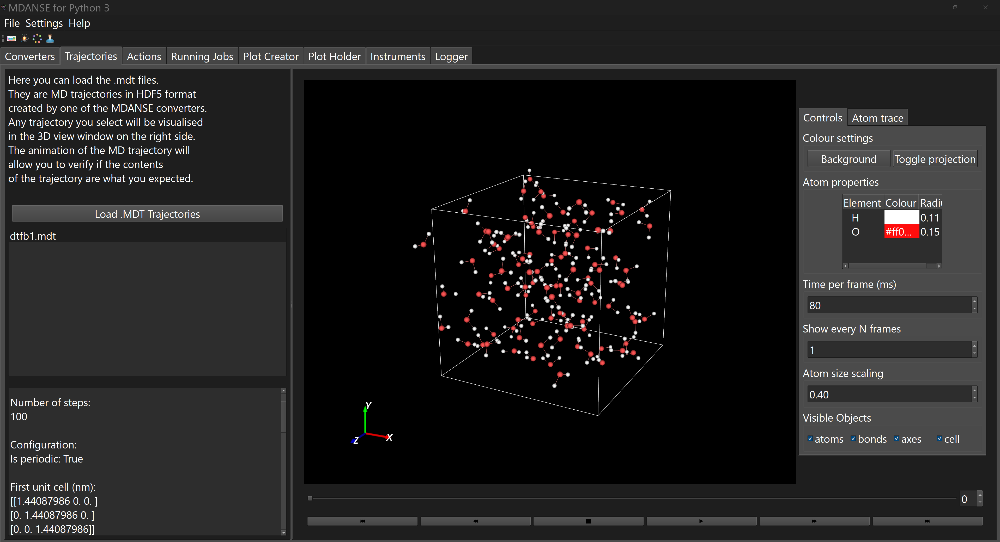 MDANSE for Python 3
File Settings Help
Converters Trajectories Actions Running Jobs Plot Creator Plot Holder Instruments Logger
Here you can load the .mdt files.
They are MD trajectories in HDF5 format
created by one of the MDANSE converters.
Any trajectory you select will be visualised
in the 3D view window on the right side.
The animation of the MD trajectory will
allow you to verify if the contents
of the trajectory are what you expected.
Load .MDT Trajectories
dtfb1.mdt
Number of steps:
100
Configuration:
Is periodic: True
First unit cell (nm):
[[1.44087986 0. 0. ]
[0. 1.44087986 0. ]
[0. 0. 1.44087986]]
Y
X
Z
Controls Atom trace
Colour settings
Background Toggle projection
Atom properties
Element Colour Radiu
H 0.11
O #ff0... 0.15
Time per frame (ms)
80
Show every N frames
1
Atom size scaling
0.40
Visible Objects
atoms bonds axes cell
0